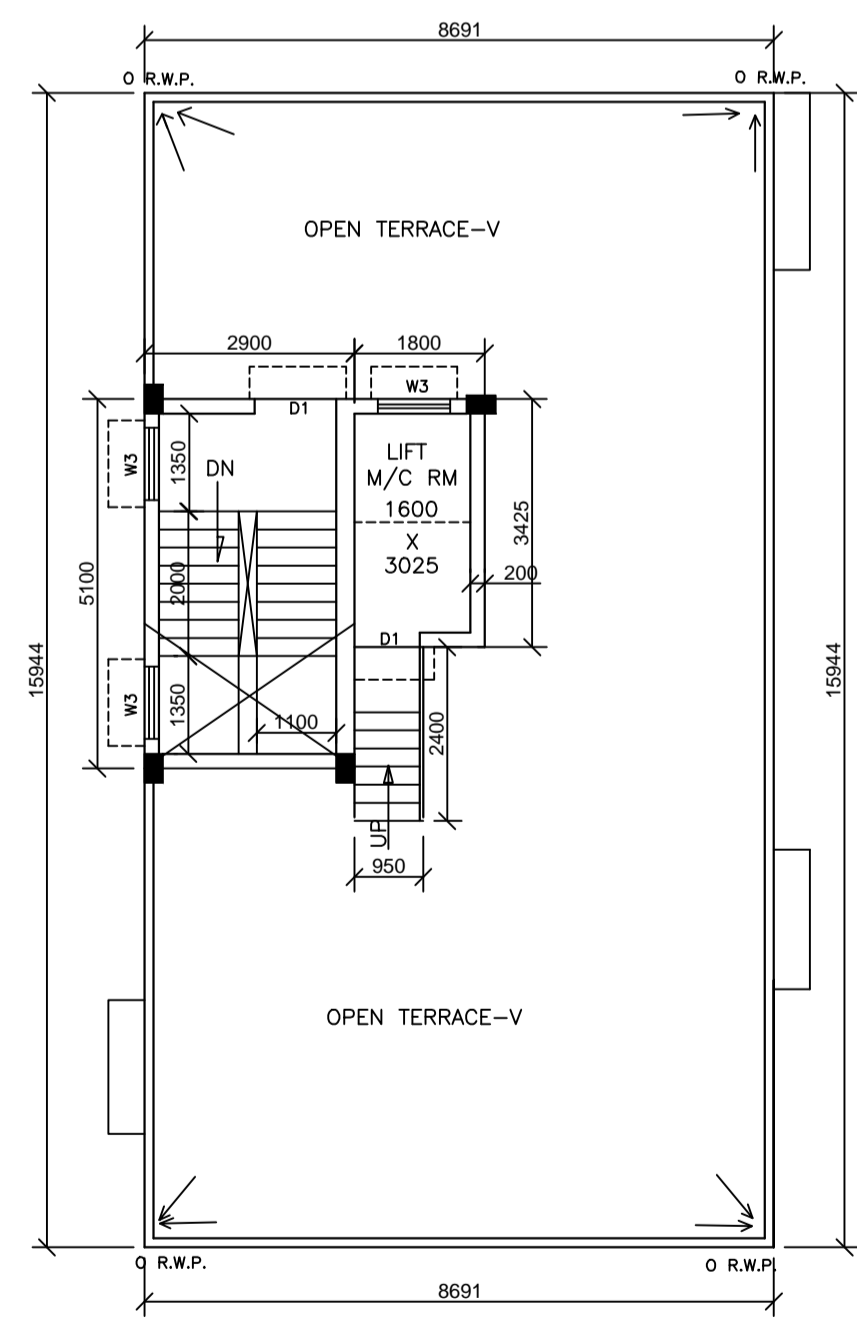 8691
O R.W.P.
O R.W.P.
OPEN TERRACE-V
2900
1800
W3
D1
W3
1350
DN
LIFT
M/C RM
1600
X
3025
3425
200
5100
2000
D1
15944
15944
W3
1350
1100
2400
UP
950
OPEN TERRACE-V
O R.W.P.
O R.W.P.
8691